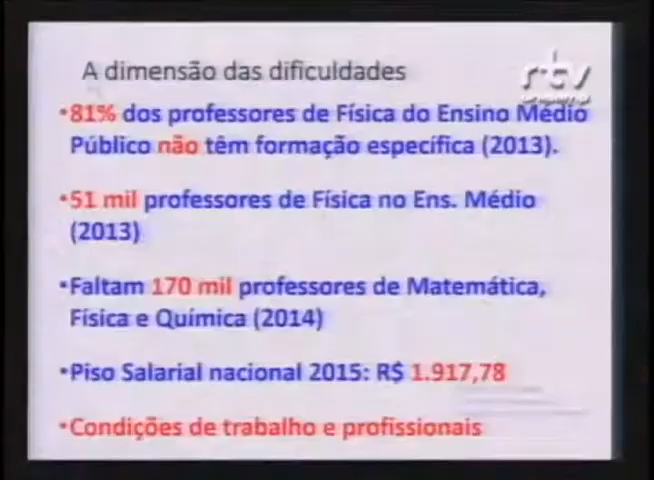 A dimensão das dificuldades
rtv
•81% dos professores de Física do Ensino Médio
Público não têm formação específica (2013).
•51 mil professores de Física no Ens. Médio
(2013)
•Faltam 170 mil professores de Matemática,
Física e Química (2014)
•Piso Salarial nacional 2015: R$ 1.917,78
•Condições de trabalho e profissionais